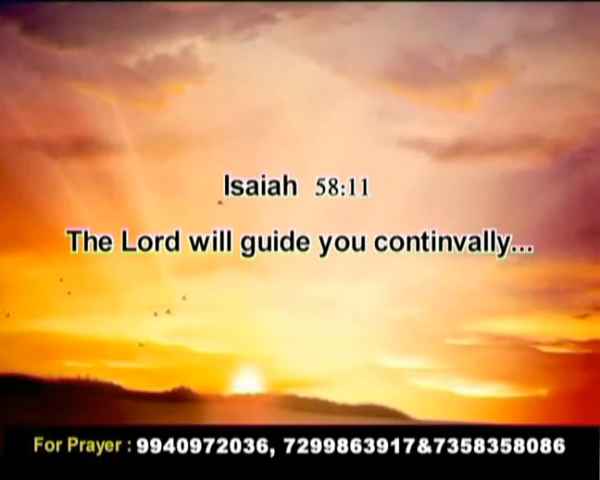 Isaiah 58:11
The Lord will guide you continvally...
For Prayer : 9940972036, 7299863917&7358358086